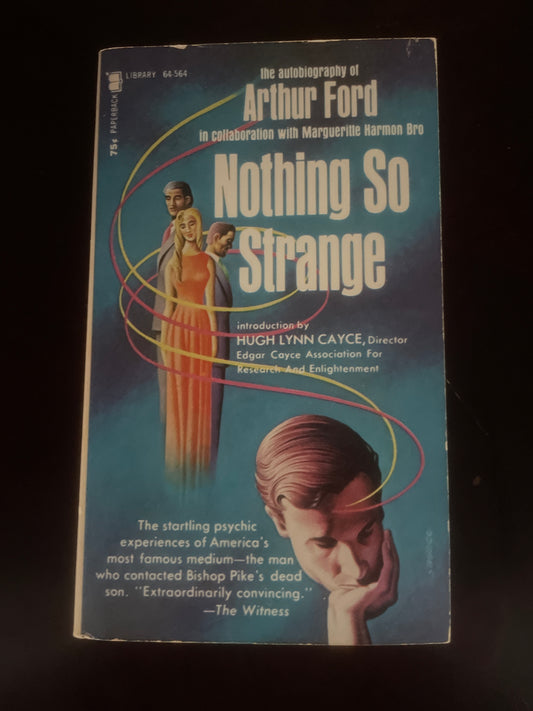 LIBRARY 64-564
75¢ PAPERBACK
the autobiography of
Arthur Ford
in collaboration with Margueritte Harmon Bro
Nothing So
Strange
introduction by
HUGH LYNN CAYCE, Director
Edgar Cayce Association For
Research And Enlightenment
The startling psychic
experiences of America's
most famous medium—the man
who contacted Bishop Pike's dead
son. "Extraordinarily convincing."
—The Witness